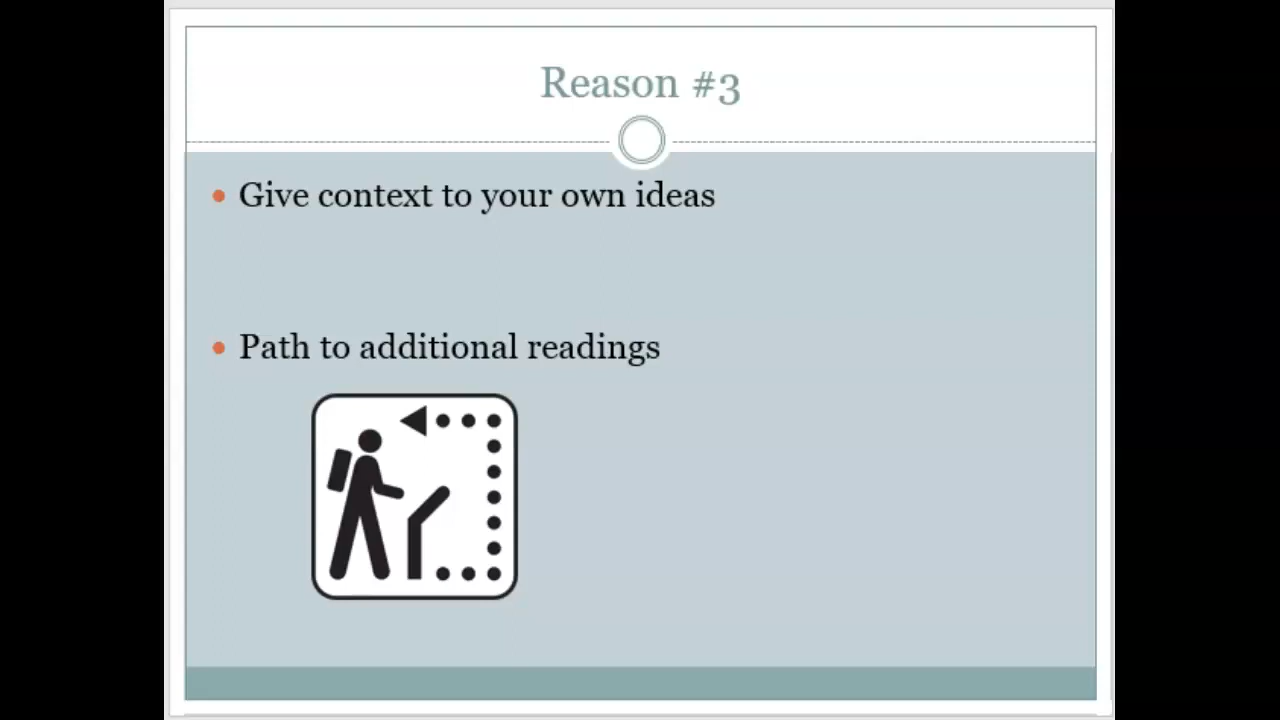 Reason #3
Give context to your own ideas
Path to additional readings